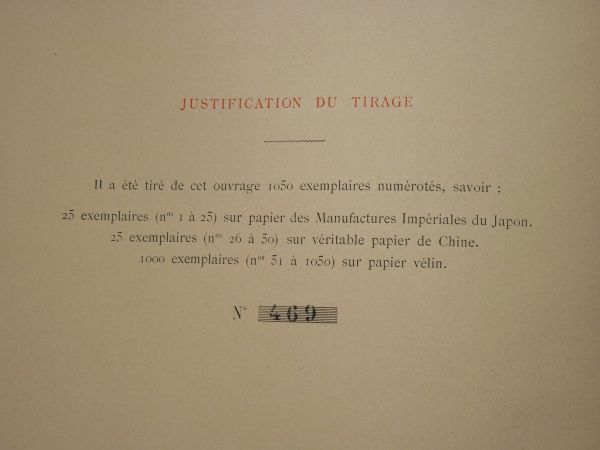 JUSTIFICATION DU TIRAGE
Il a été tiré de cet ouvrage 1050 exemplaires numérotés, savoir :
25 exemplaires (nos 1 à 25) sur papier des Manufactures Impériales du Japon.
25 exemplaires (nos 26 à 50) sur véritable papier de Chine.
1000 exemplaires (nos 51 à 1050) sur papier vélin.
No 469